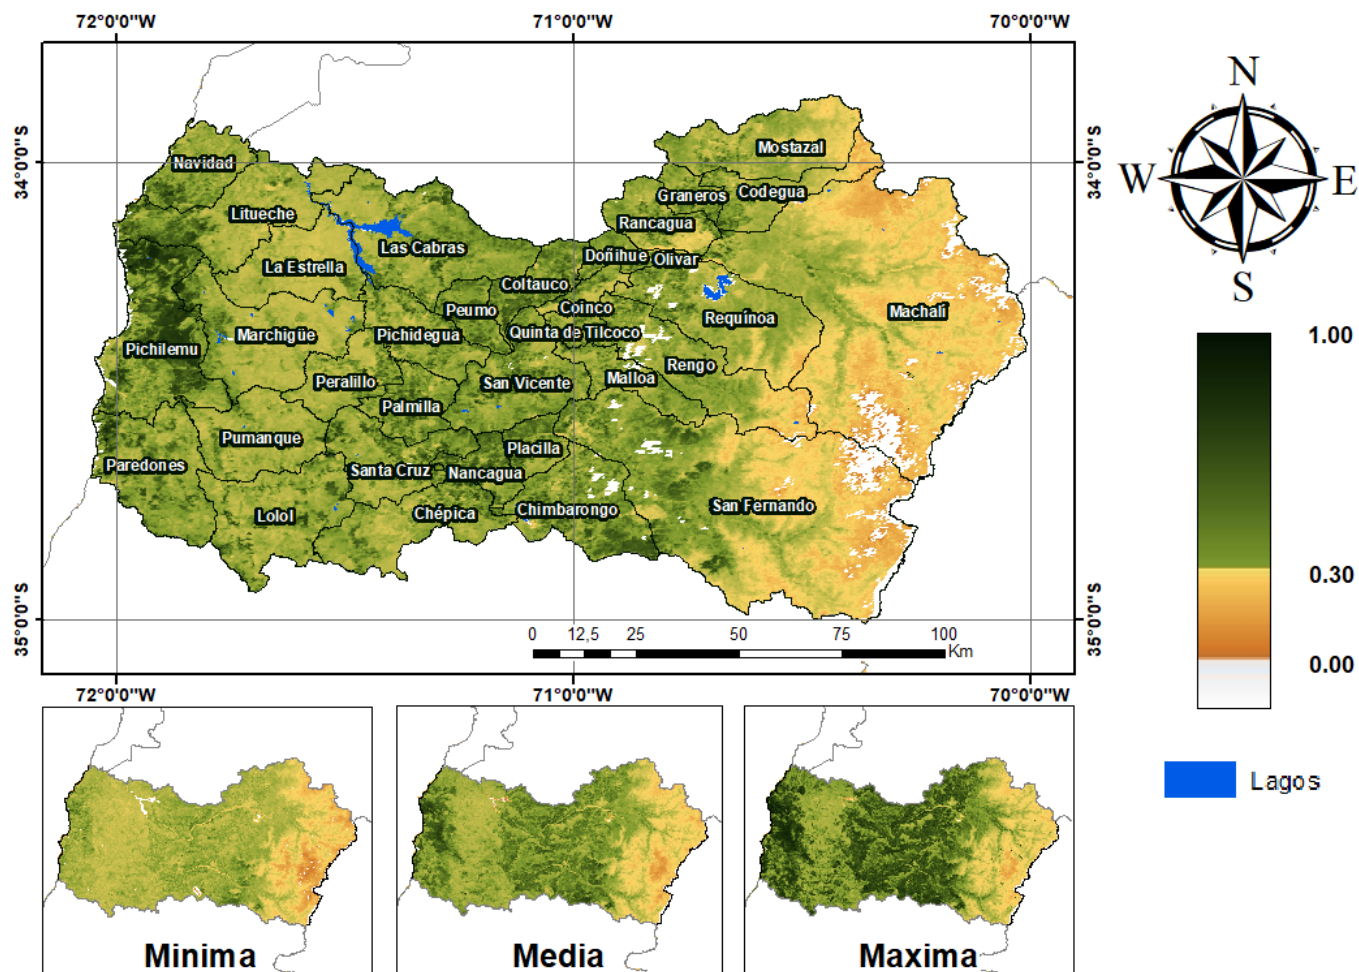 72°0'0"W
71°0'0"W
70°0'0"W
34°0'0"S
34°0'0"S
35°0'0"S
35°0'0"S
Navidad
Mostazal
Graneros
Codegua
Litueche
Rancagua
Las Cabras
La Estrella
Doñihue
Olivar
Coltauco
Peumo
Coinco
Requínoa
Machalí
Marchigüe
Pichidegua
Quinta de Tilcoco
Pichilemu
Rengo
Peralillo
San Vicente
Malloa
Palmilla
Pumanque
Placilla
Paredones
Santa Cruz
Nancagua
San Fernando
Lolol
Chépica
Chimbarongo
0 12,5 25 50 75 100
Km
72°0'0"W
71°0'0"W
70°0'0"W
N
W
E
S
1.00
0.30
0.00
Lagos
Minima
Media
Maxima